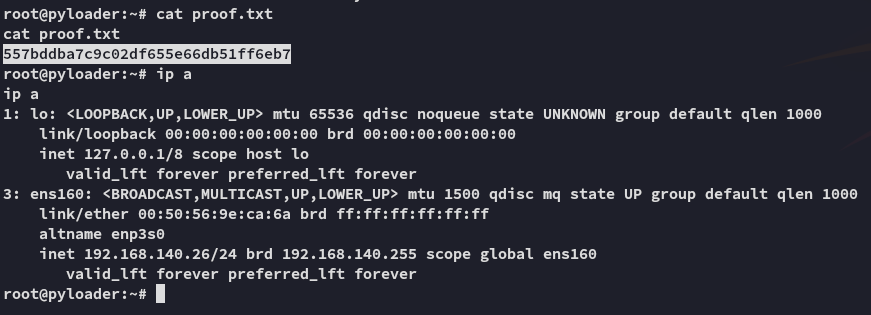 root@pyloader:~# cat proof.txt
cat proof.txt
557bddba7c9c02df655e66db51ff6eb7
root@pyloader:~# ip a
ip a
1: lo: <LOOPBACK,UP,LOWER_UP> mtu 65536 qdisc noqueue state UNKNOWN group default qlen 1000
    link/loopback 00:00:00:00:00:00 brd 00:00:00:00:00:00
    inet 127.0.0.1/8 scope host lo
       valid_lft forever preferred_lft forever
3: ens160: <BROADCAST,MULTICAST,UP,LOWER_UP> mtu 1500 qdisc mq state UP group default qlen 1000
    link/ether 00:50:56:9e:ca:6a brd ff:ff:ff:ff:ff:ff
    altname enp3s0
    inet 192.168.140.26/24 brd 192.168.140.255 scope global ens160
       valid_lft forever preferred_lft forever
root@pyloader:~#